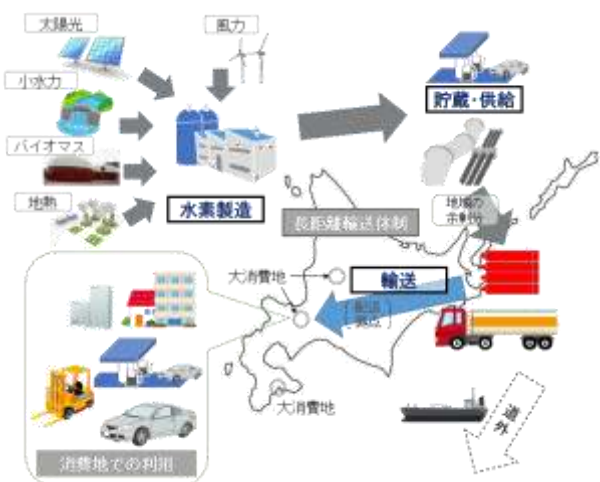 太陽光
風力
小水力
バイオマス
地熱
水素製造
貯蔵・供給
地域の
余剰分
長距離輸送体制
大消費地
輸送
大消費地
道外
消費地での利用